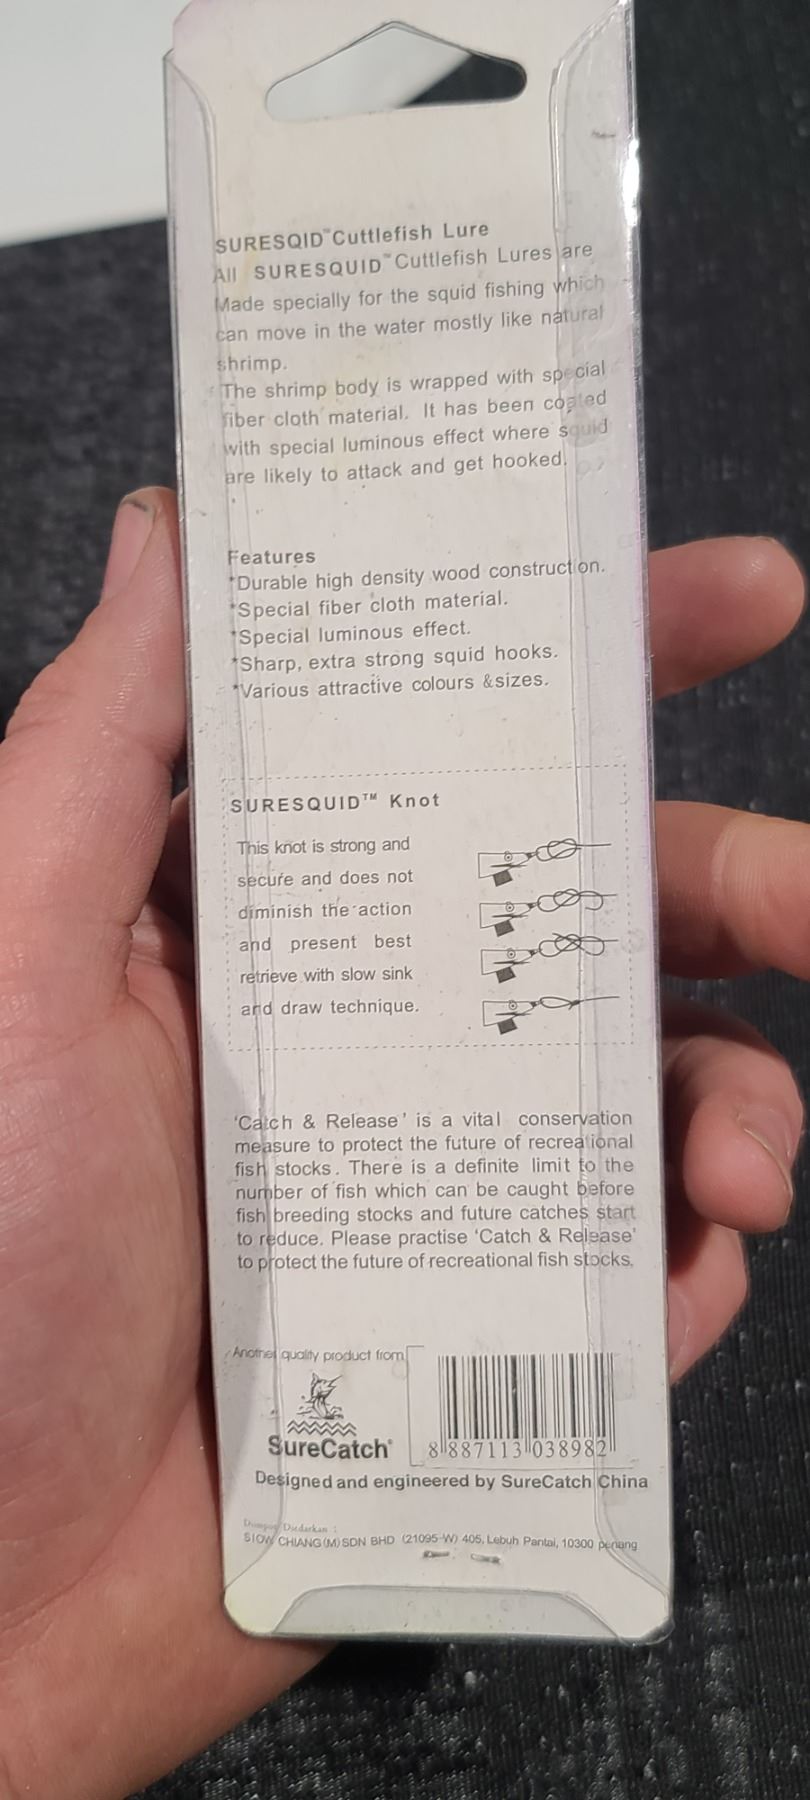 SURESQID™Cuttlefish Lure
All SURESQUID™Cuttlefish Lures are
Made specially for the squid fishing which
can move in the water mostly like natural
shrimp.
The shrimp body is wrapped with special
fiber cloth material. It has been coated
with special luminous effect where squid
are likely to attack and get hooked.
Features
*Durable high density wood construction.
*Special fiber cloth material.
*Special luminous effect.
*Sharp, extra strong squid hooks.
*Various attractive colours &sizes.
SURESQUID™ Knot
This knot is strong and
secure and does not
diminish the action
and present best
retrieve with slow sink
and draw technique.
'Catch & Release' is a vital conservation
measure to protect the future of recreational
fish stocks. There is a definite limit to the
number of fish which can be caught before
fish breeding stocks and future catches start
to reduce. Please practise 'Catch & Release'
to protect the future of recreational fish stocks.
Another quality product from
SureCatch
8 887113 038982
Designed and engineered by SureCatch China
Diedarkan :
SIOW CHIANG (M) SDN BHD (21095-W) 405, Lebuh Pantai, 10300 penang